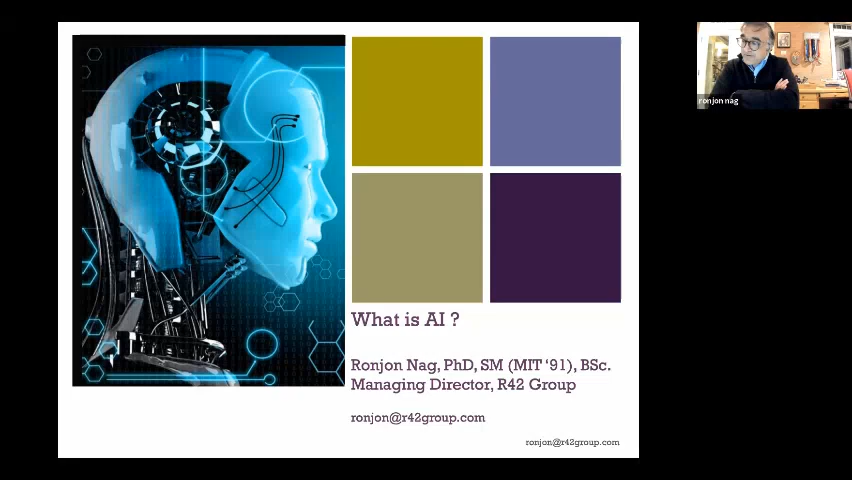 What is AI ?
Ronjon Nag, PhD, SM (MIT ‘91), BSc.
Managing Director, R42 Group
ronjon@r42group.com
ronjon@r42group.com
ronjon nag